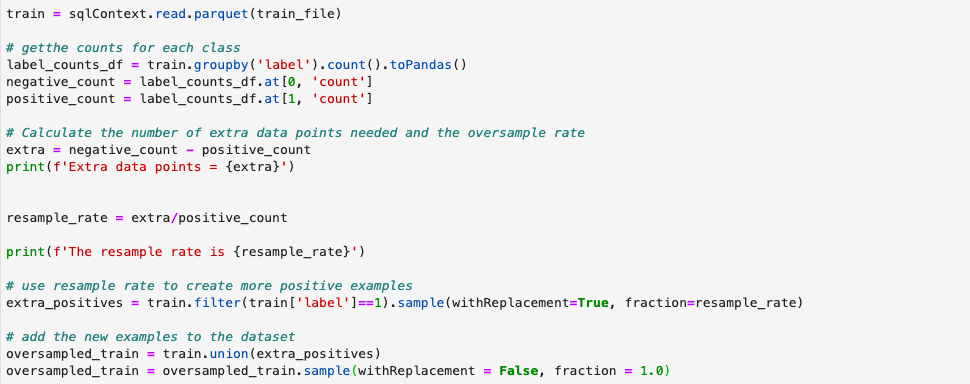 train = sqlContext.read.parquet(train_file)
# getthe counts for each class
label_counts_df = train.groupby('label').count().toPandas()
negative_count = label_counts_df.at[0, 'count']
positive_count = label_counts_df.at[1, 'count']
# Calculate the number of extra data points needed and the oversample rate
extra = negative_count - positive_count
print(f'Extra data points = {extra}')
resample_rate = extra/positive_count
print(f'The resample rate is {resample_rate}')
# use resample rate to create more positive examples
extra_positives = train.filter(train['label']==1).sample(withReplacement=True, fraction=resample_rate)
# add the new examples to the dataset
oversampled_train = train.union(extra_positives)
oversampled_train = oversampled_train.sample(withReplacement = False, fraction = 1.0)